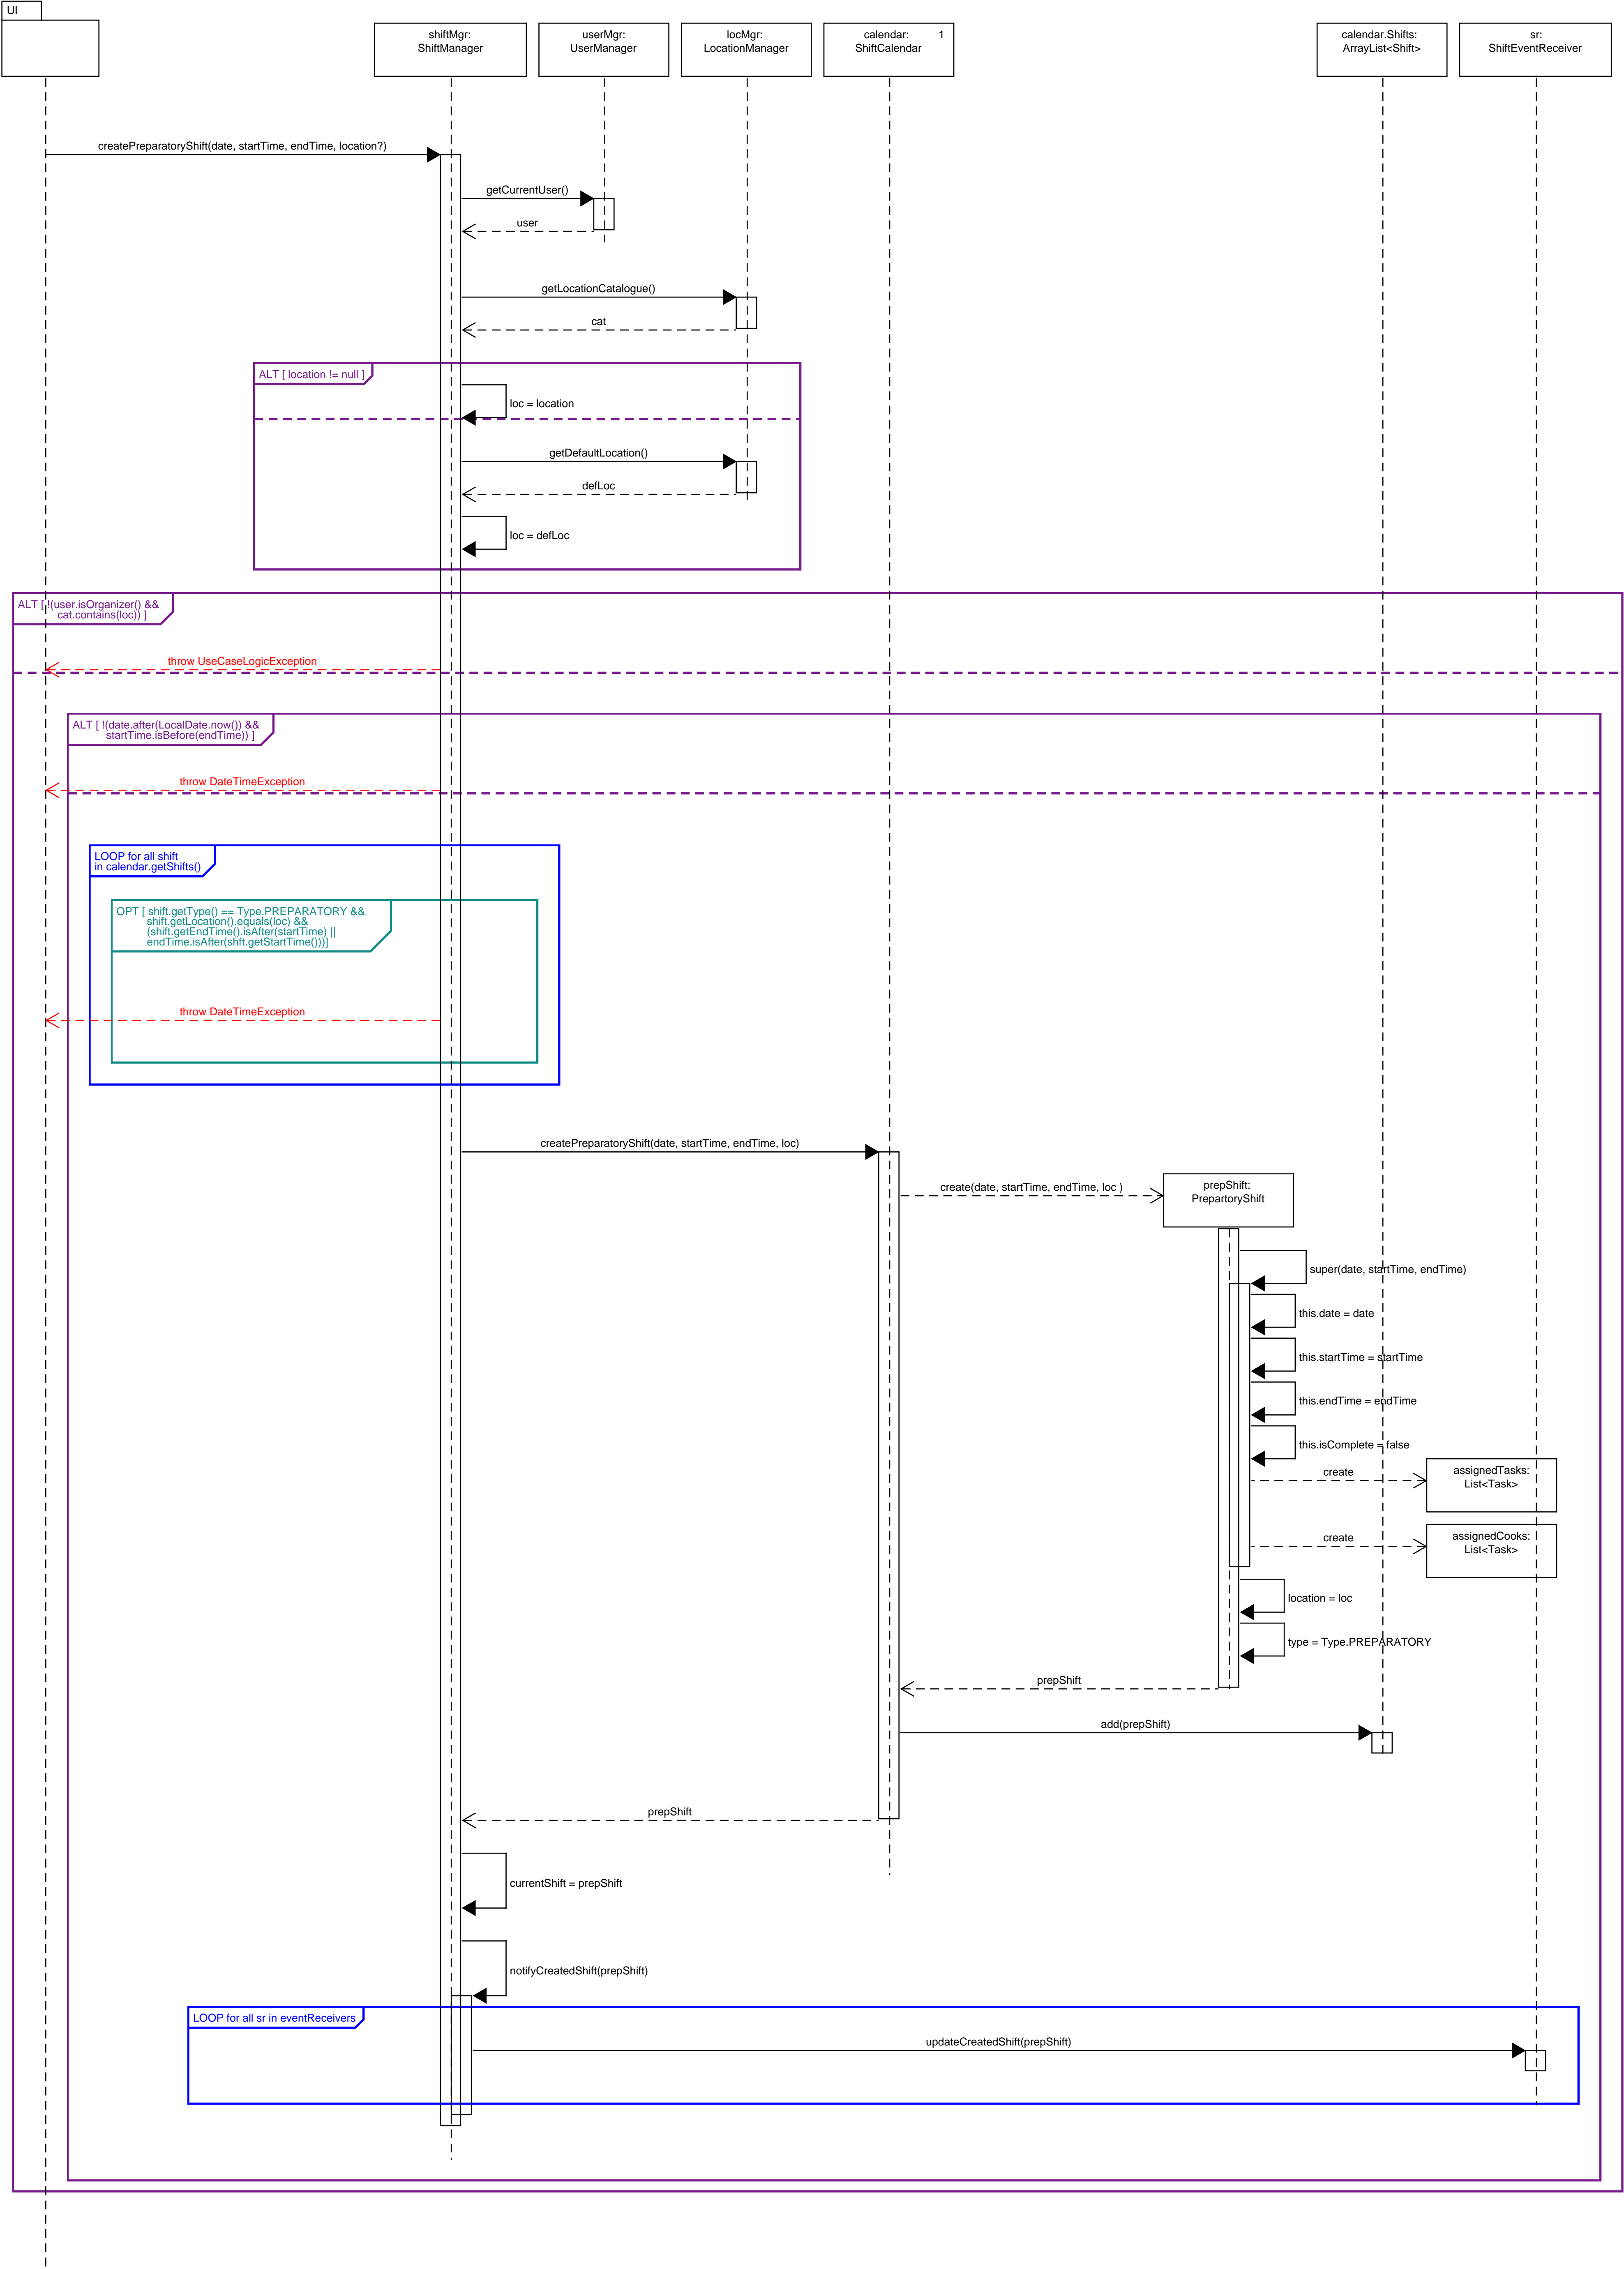 UI
shiftMgr:
ShiftManager
userMgr:
UserManager
locMgr:
LocationManager
calendar: 1
ShiftCalendar
calendar.Shifts:
ArrayList<Shift>
sr:
ShiftEventReceiver
createPreparatoryShift(date, startTime, endTime, location?)
getCurrentUser()
user
getLocationCatalogue()
cat
ALT [ location != null ]
loc = location
getDefaultLocation()
defLoc
loc = defLoc
ALT [ !(user.isOrganizer() &&
cat.contains(loc)) ]
throw UseCaseLogicException
ALT [ !(date.after(LocalDate.now()) &&
startTime.isBefore(endTime)) ]
throw DateTimeException
LOOP for all shift
in calendar.getShifts()
OPT [ shift.getType() == Type.PREPARATORY &&
shift.getLocation().equals(loc) &&
(shift.getEndTime().isAfter(startTime) ||
endTime.isAfter(shft.getStartTime()))]
throw DateTimeException
createPreparatoryShift(date, startTime, endTime, loc)
create(date, startTime, endTime, loc )
prepShift:
PrepartoryShift
super(date, startTime, endTime)
this.date = date
this.startTime = startTime
this.endTime = endTime
this.isComplete = false
create
assignedTasks:
List<Task>
create
assignedCooks:
List<Task>
location = loc
type = Type.PREPARATORY
prepShift
add(prepShift)
prepShift
currentShift = prepShift
notifyCreatedShift(prepShift)
LOOP for all sr in eventReceivers
updateCreatedShift(prepShift)